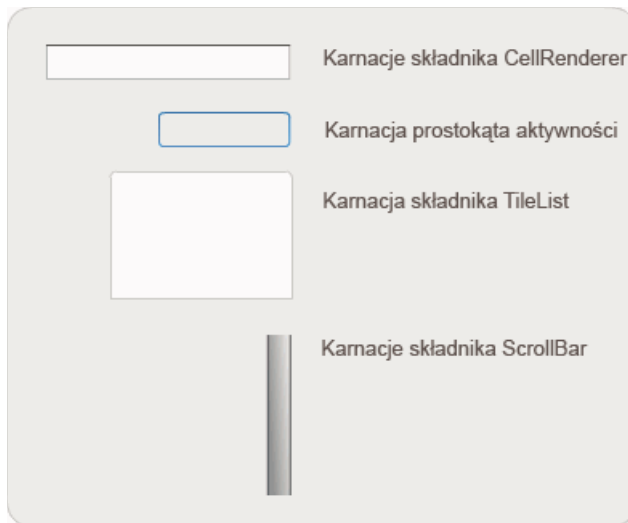 Karnacje składnika CellRenderer
Karnacja prostokąta aktywności
Karnacja składnika TileList
Karnacje składnika ScrollBar